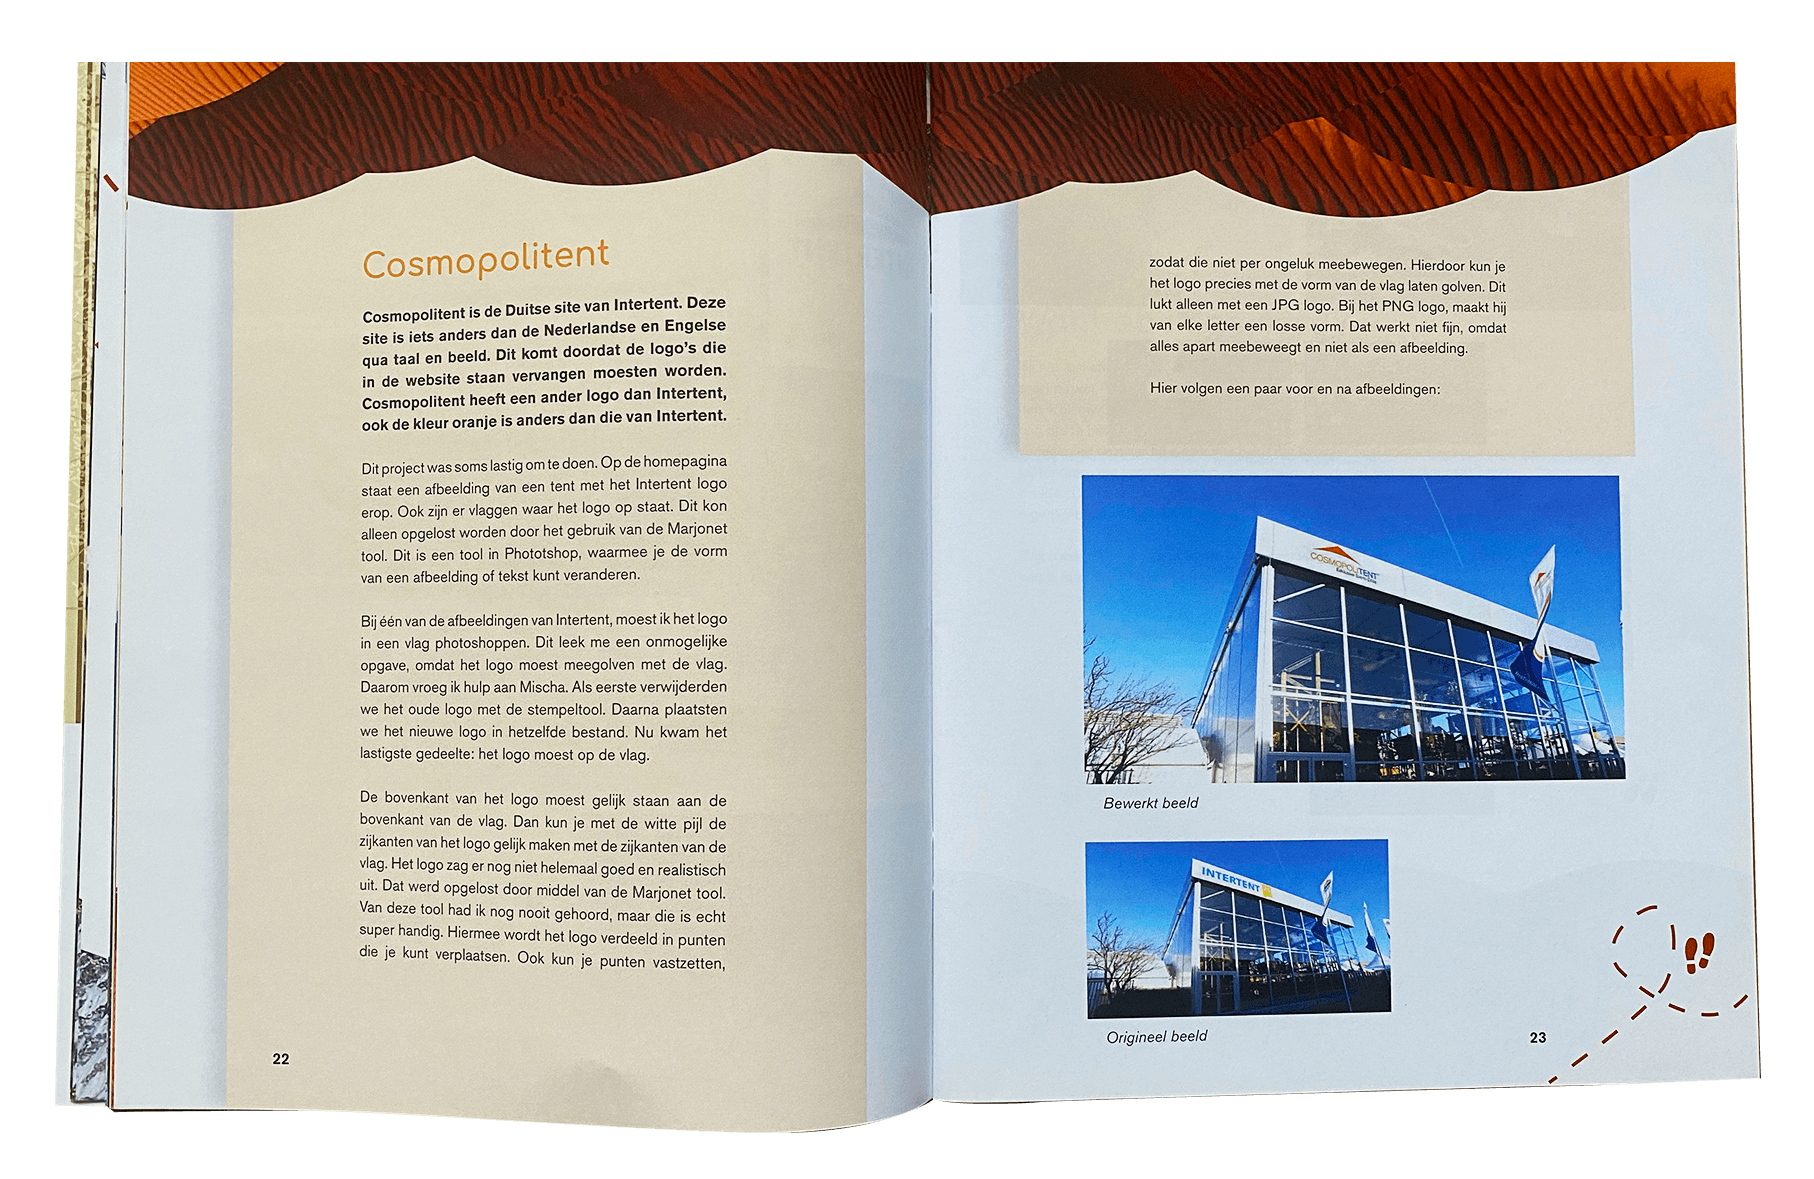 Cosmopolitent
Cosmopolitent is de Duitse site van Intertent. Deze
site is iets anders dan de Nederlandse en Engelse
qua taal en beeld. Dit komt doordat de logo's die
in de website staan vervangen moesten worden.
Cosmopolitent heeft een ander logo dan Intertent,
ook de kleur oranje is anders dan die van Intertent.
Dit project was soms lastig om te doen. Op de homepagina
staat een afbeelding van een tent met het Intertent logo
erop. Ook zijn er vlaggen waar het logo op staat. Dit kon
alleen opgelost worden door het gebruik van de Marjonet
tool. Dit is een tool in Phototshop, waarmee je de vorm
van een afbeelding of tekst kunt veranderen.
Bij één van de afbeeldingen van Intertent, moest ik het logo
in een vlag photoshoppen. Dit leek me een onmogelijke
opgave, omdat het logo moest meegolven met de vlag.
Daarom vroeg ik hulp aan Mischa. Als eerste verwijderden
we het oude logo met de stempeltool. Daarna plaatsten
we het nieuwe logo in hetzelfde bestand. Nu kwam het
lastigste gedeelte: het logo moest op de vlag.
De bovenkant van het logo moest gelijk staan aan de
bovenkant van de vlag. Dan kun je met de witte pijl de
zijkanten van het logo gelijk maken met de zijkanten van de
vlag. Het logo zag er nog niet helemaal goed en realistisch
uit. Dat werd opgelost door middel van de Marjonet tool.
Van deze tool had ik nog nooit gehoord, maar die is echt
super handig. Hiermee wordt het logo verdeeld in punten
die je kunt verplaatsen. Ook kun je punten vastzetten,
22
zodat die niet per ongeluk meebewegen. Hierdoor kun je
het logo precies met de vorm van de vlag laten golven. Dit
lukt alleen met een JPG logo. Bij het PNG logo, maakt hij
van elke letter een losse vorm. Dat werkt niet fijn, omdat
alles apart meebeweegt en niet als een afbeelding.
Hier volgen een paar voor en na afbeeldingen:
COSMOPOLITENT
Bewerkt beeld
INTERTENT
Origineel beeld
23